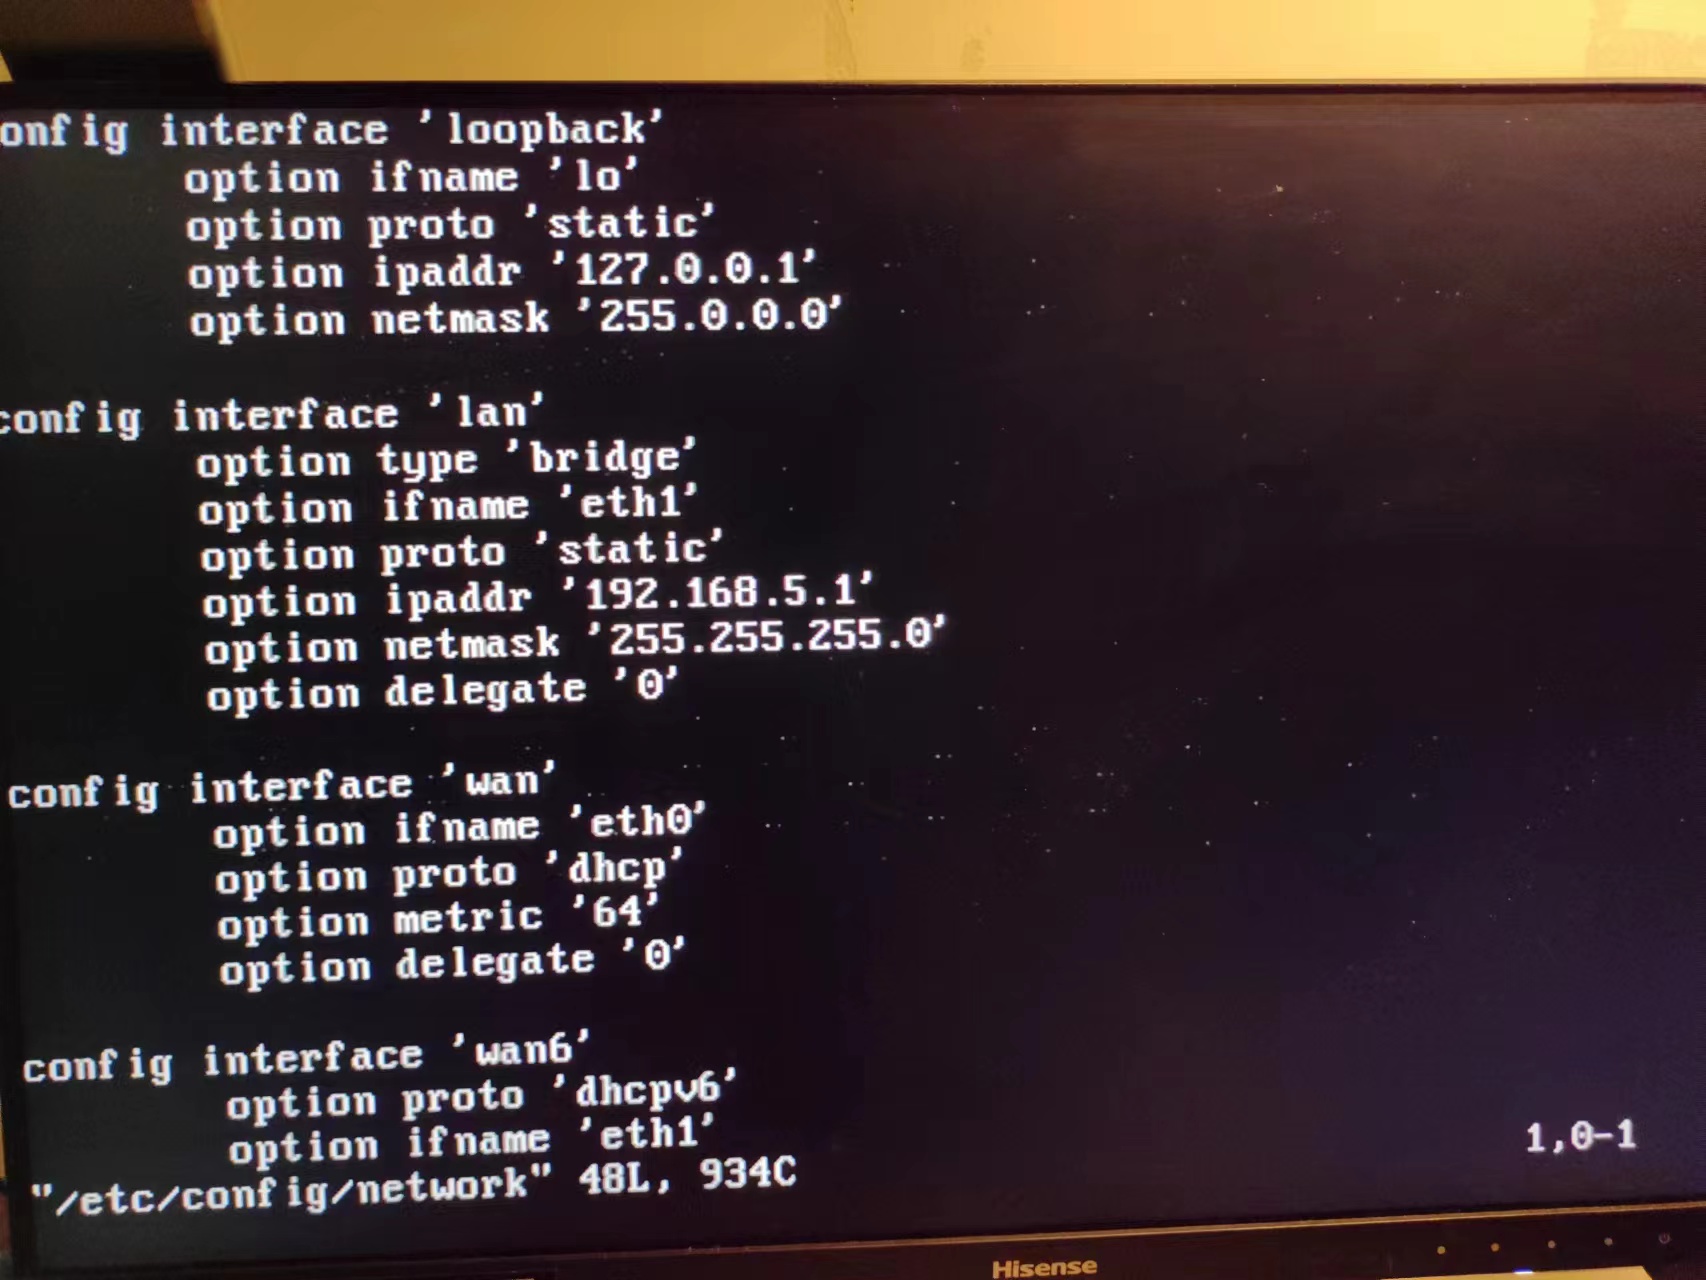 onfig interface 'loopback'
option ifname 'lo'
option proto 'static'
option ipaddr '127.0.0.1'
option netmask '255.0.0.0'
config interface 'lan'
option type 'bridge'
option ifname 'eth1'
option proto 'static'
option ipaddr '192.168.5.1'
option netmask '255.255.255.0'
option delegate '0'
config interface 'wan'
option ifname 'eth0'
option proto 'dhcp'
option metric '64'
option delegate '0'
config interface 'wan6'
option proto 'dhcpv6'
option ifname 'eth1'
"/etc/config/network" 48L, 934C
1,0-1
Hisense